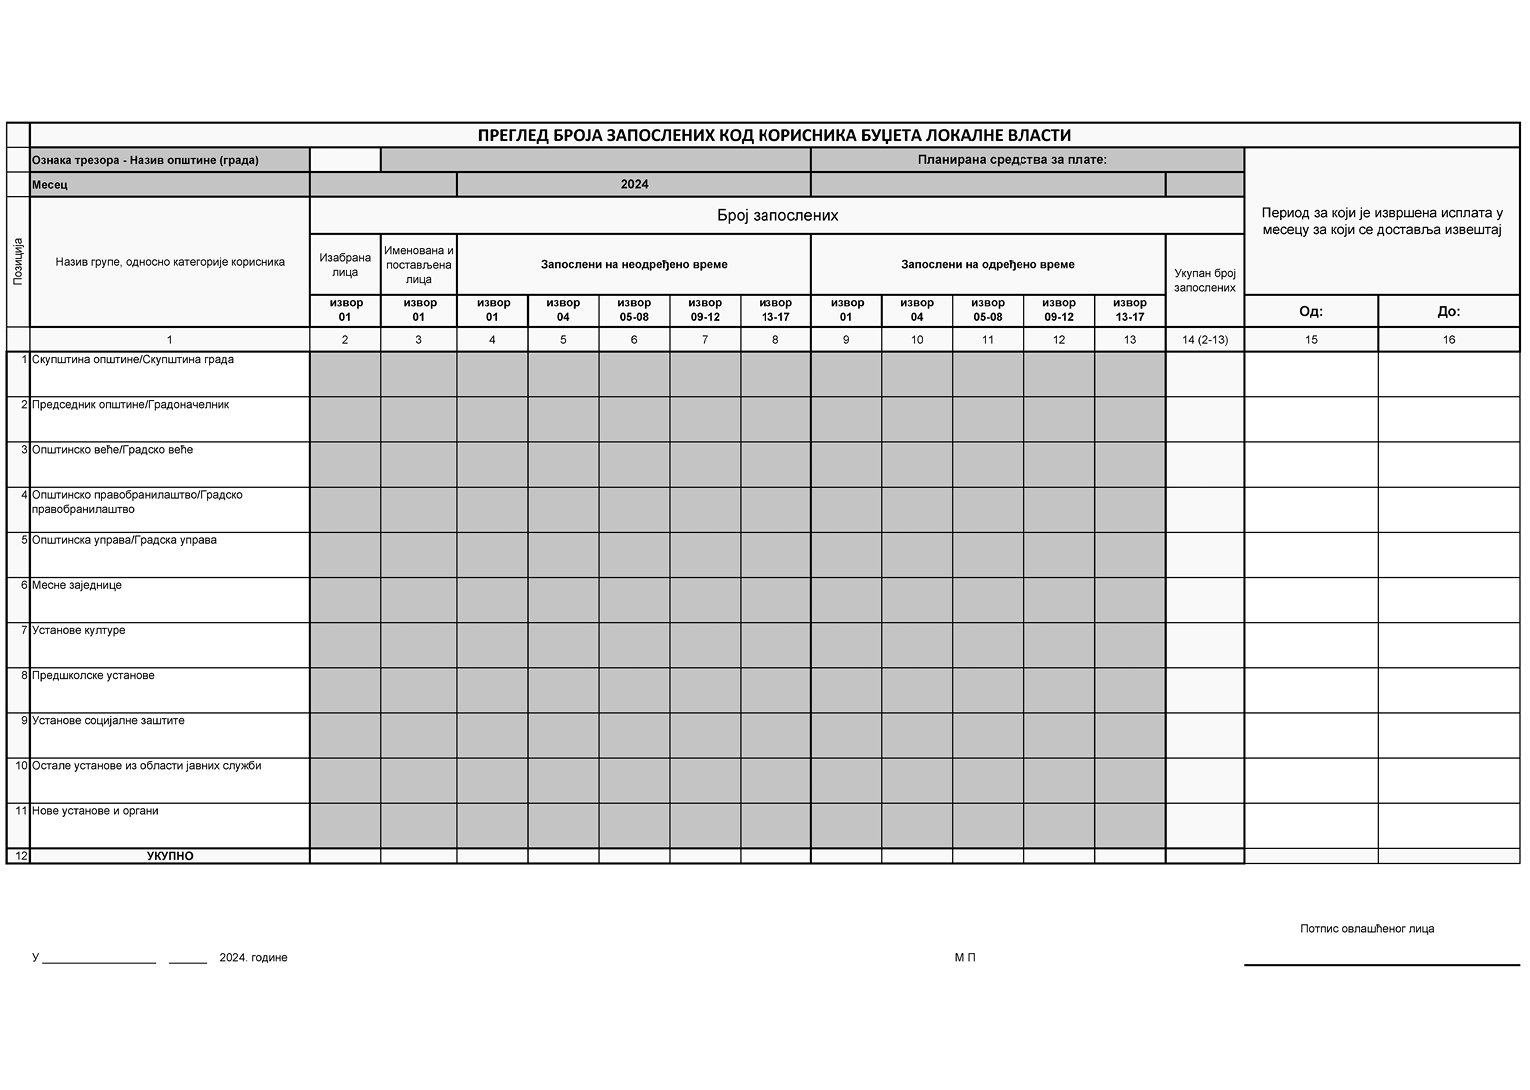 ПРЕГЛЕД БРОЈА ЗАПОСЛЕНИХ КОД КОРИСНИКА БУЏЕТА ЛОКАЛНЕ ВЛАСТИ
Ознака трезора - Назив општине (града)
Планирана средства за плате:
Месец
2024
Период за који је извршена исплата у
месецу за који се доставља извештај
Позиција
Назив групе, односно категорије корисника
Број запослених
Изабрана
лица
Именована и
постављена
лица
Запослени на неодређено време
Запослени на одређено време
Укупан број
запослених
извор
01
извор
01
извор
01
извор
04
извор
05-08
извор
09-12
извор
13-17
извор
01
извор
04
извор
05-08
извор
09-12
извор
13-17
Од:
До:
1 2 3 4 5 6 7 8 9 10 11 12 13 14 (2-13) 15 16
1 Скупштина општине/Скупштина града
2 Председник општине/Градоначелник
3 Општинско веће/Градско веће
4 Општинско правобранилаштво/Градско
правобранилаштво
5 Општинска управа/Градска управа
6 Месне заједнице
7 Установе културе
8 Предшколске установе
9 Установе социјалне заштите
10 Остале установе из области јавних служби
11 Нове установе и органи
12 УКУПНО
Потпис овлашћеног лица
У __________________ ______ 2024. године
М П